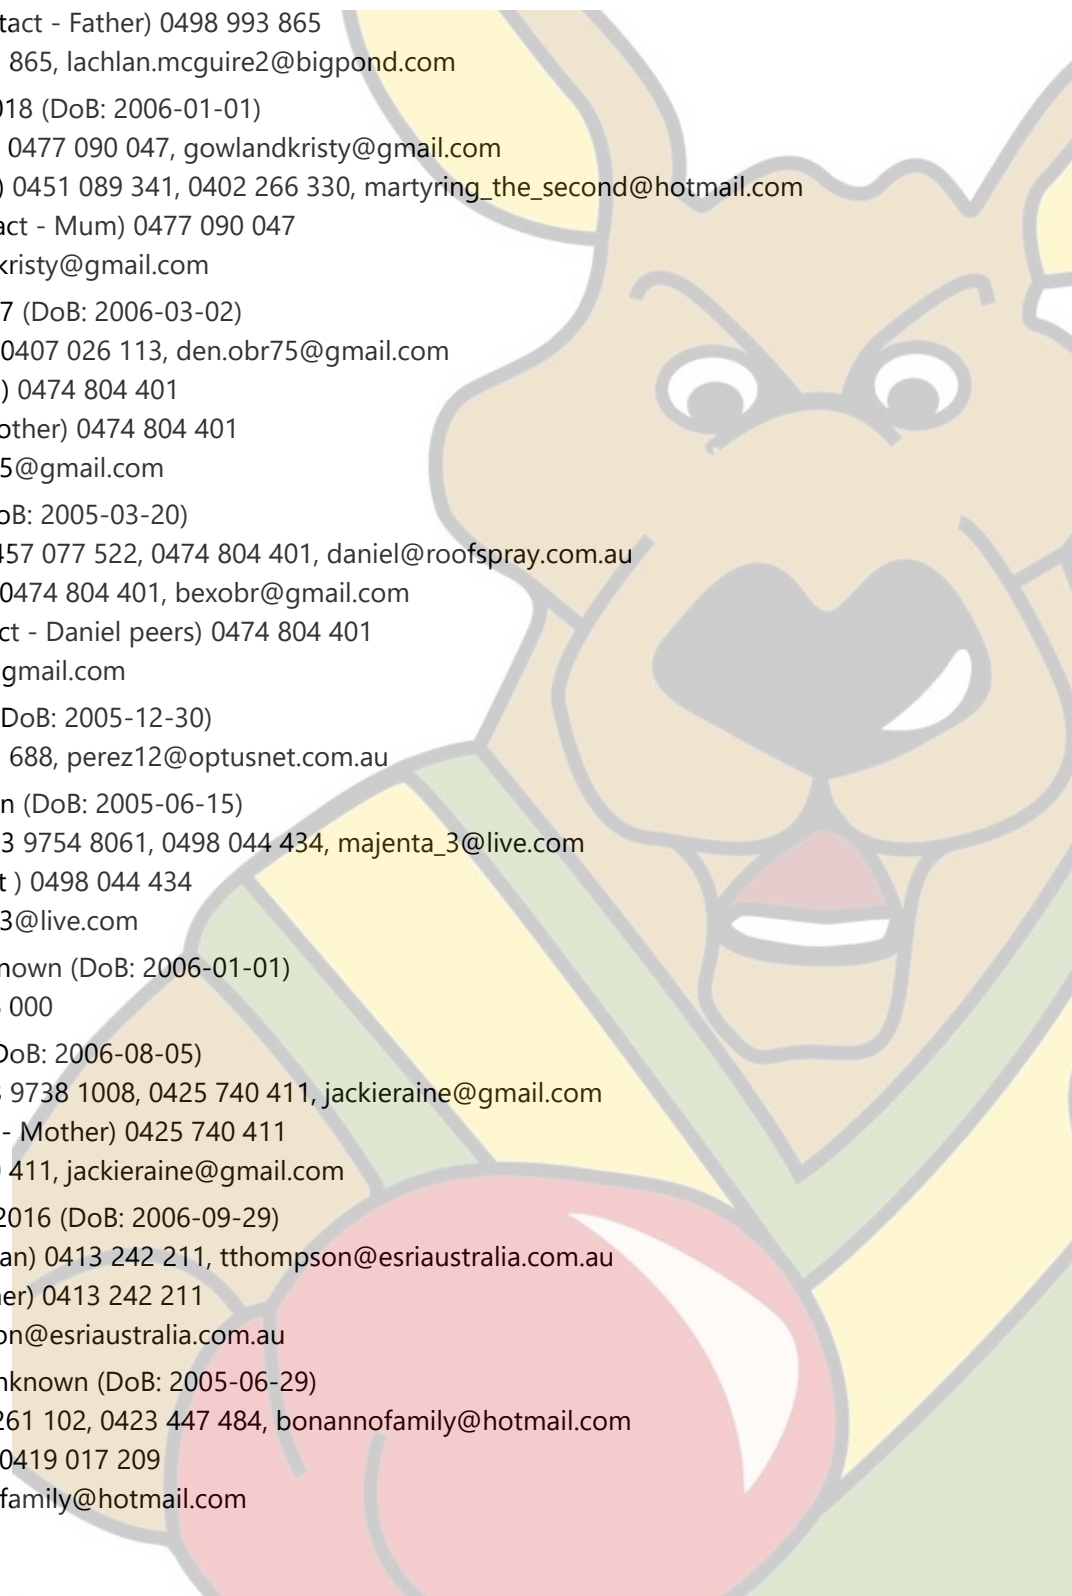 tact - Father) 0498 993 865
865, lachlan.mcguire2@bigpond.com
018 (DoB: 2006-01-01)
0477 090 047, gowlandkristy@gmail.com
) 0451 089 341, 0402 266 330, martyring_the_second@hotmail.com
act - Mum) 0477 090 047
kristy@gmail.com
7 (DoB: 2006-03-02)
0407 026 113, den.obr75@gmail.com
) 0474 804 401
other) 0474 804 401
5@gmail.com
oB: 2005-03-20)
457 077 522, 0474 804 401, daniel@roofspray.com.au
0474 804 401, bexobr@gmail.com
ct - Daniel peers) 0474 804 401
gmail.com
DoB: 2005-12-30)
688, perez12@optusnet.com.au
n (DoB: 2005-06-15)
3 9754 8061, 0498 044 434, majenta_3@live.com
t ) 0498 044 434
3@live.com
nown (DoB: 2006-01-01)
000
DoB: 2006-08-05)
3 9738 1008, 0425 740 411, jackieraine@gmail.com
- Mother) 0425 740 411
411, jackieraine@gmail.com
2016 (DoB: 2006-09-29)
an) 0413 242 211, tthompson@esriaustralia.com.au
er) 0413 242 211
on@esriaustralia.com.au
nknown (DoB: 2005-06-29)
261 102, 0423 447 484, bonannofamily@hotmail.com
0419 017 209
family@hotmail.com